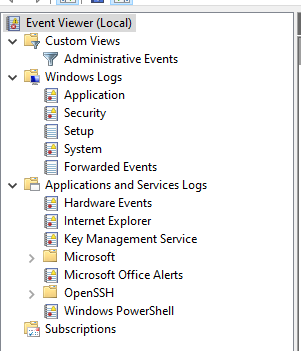 Event Viewer (Local)
Custom Views
Administrative Events
Windows Logs
Application
Security
Setup
System
Forwarded Events
Applications and Services Logs
Hardware Events
Internet Explorer
Key Management Service
Microsoft
Microsoft Office Alerts
OpenSSH
Windows PowerShell
Subscriptions